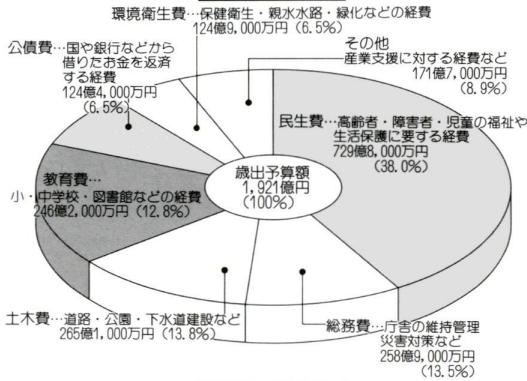 環境衛生費…保健衛生・親水水路・緑化などの経費
124億9,000万円(6.5%)
公債費…国や銀行などから
借りたお金を返済
する経費
124億4,000万円
(6.5%)
その他
産業支援に対する経費など
171億7,000万円
(8.9%)
民生費…高齢者・障害者・児童の福祉や
生活保護に要する経費
729億8,000万円
(38.0%)
歳出予算額
1,921億円
(100%)
教育費…
小・中学校・図書館などの経費
246億2,000万円(12.8%)
土木費…道路・公園・下水道建設など
265億1,000万円(13.8%)
総務費…庁舎の維持管理
災害対策など
258億9,000万円
(13.5%)